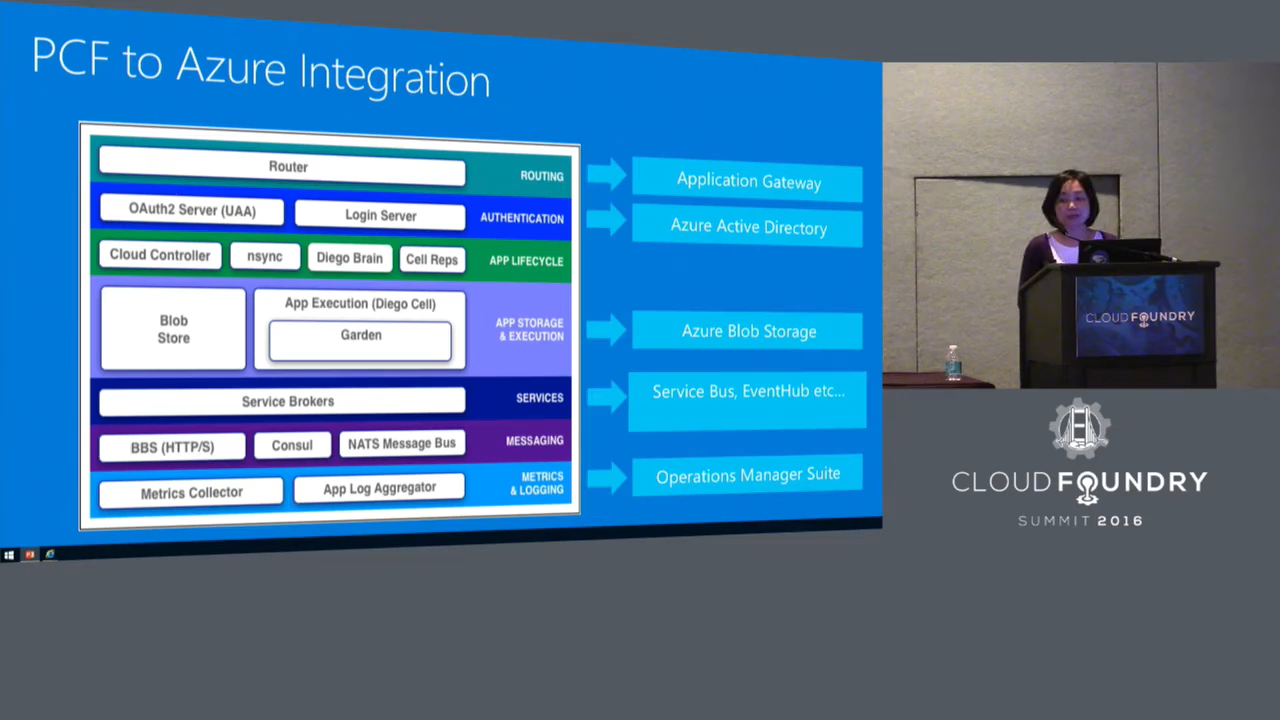 PCF to Azure Integration
Router
ROUTING
Application Gateway
OAuth2 Server (UAA)
Login Server
AUTHENTICATION
Azure Active Directory
Cloud Controller
nsync
Diego Brain
Cell Reps
APP LIFECYCLE
Blob
Store
App Execution (Diego Cell)
Garden
APP STORAGE
& EXECUTION
Azure Blob Storage
Service Brokers
SERVICES
Service Bus, EventHub etc...
BBS (HTTP/S)
Consul
NATS Message Bus
MESSAGING
Metrics Collector
App Log Aggregator
METRICS
& LOGGING
Operations Manager Suite
CLOUD FOUNDRY
CLOUD FOUNDRY
SUMMIT 2016